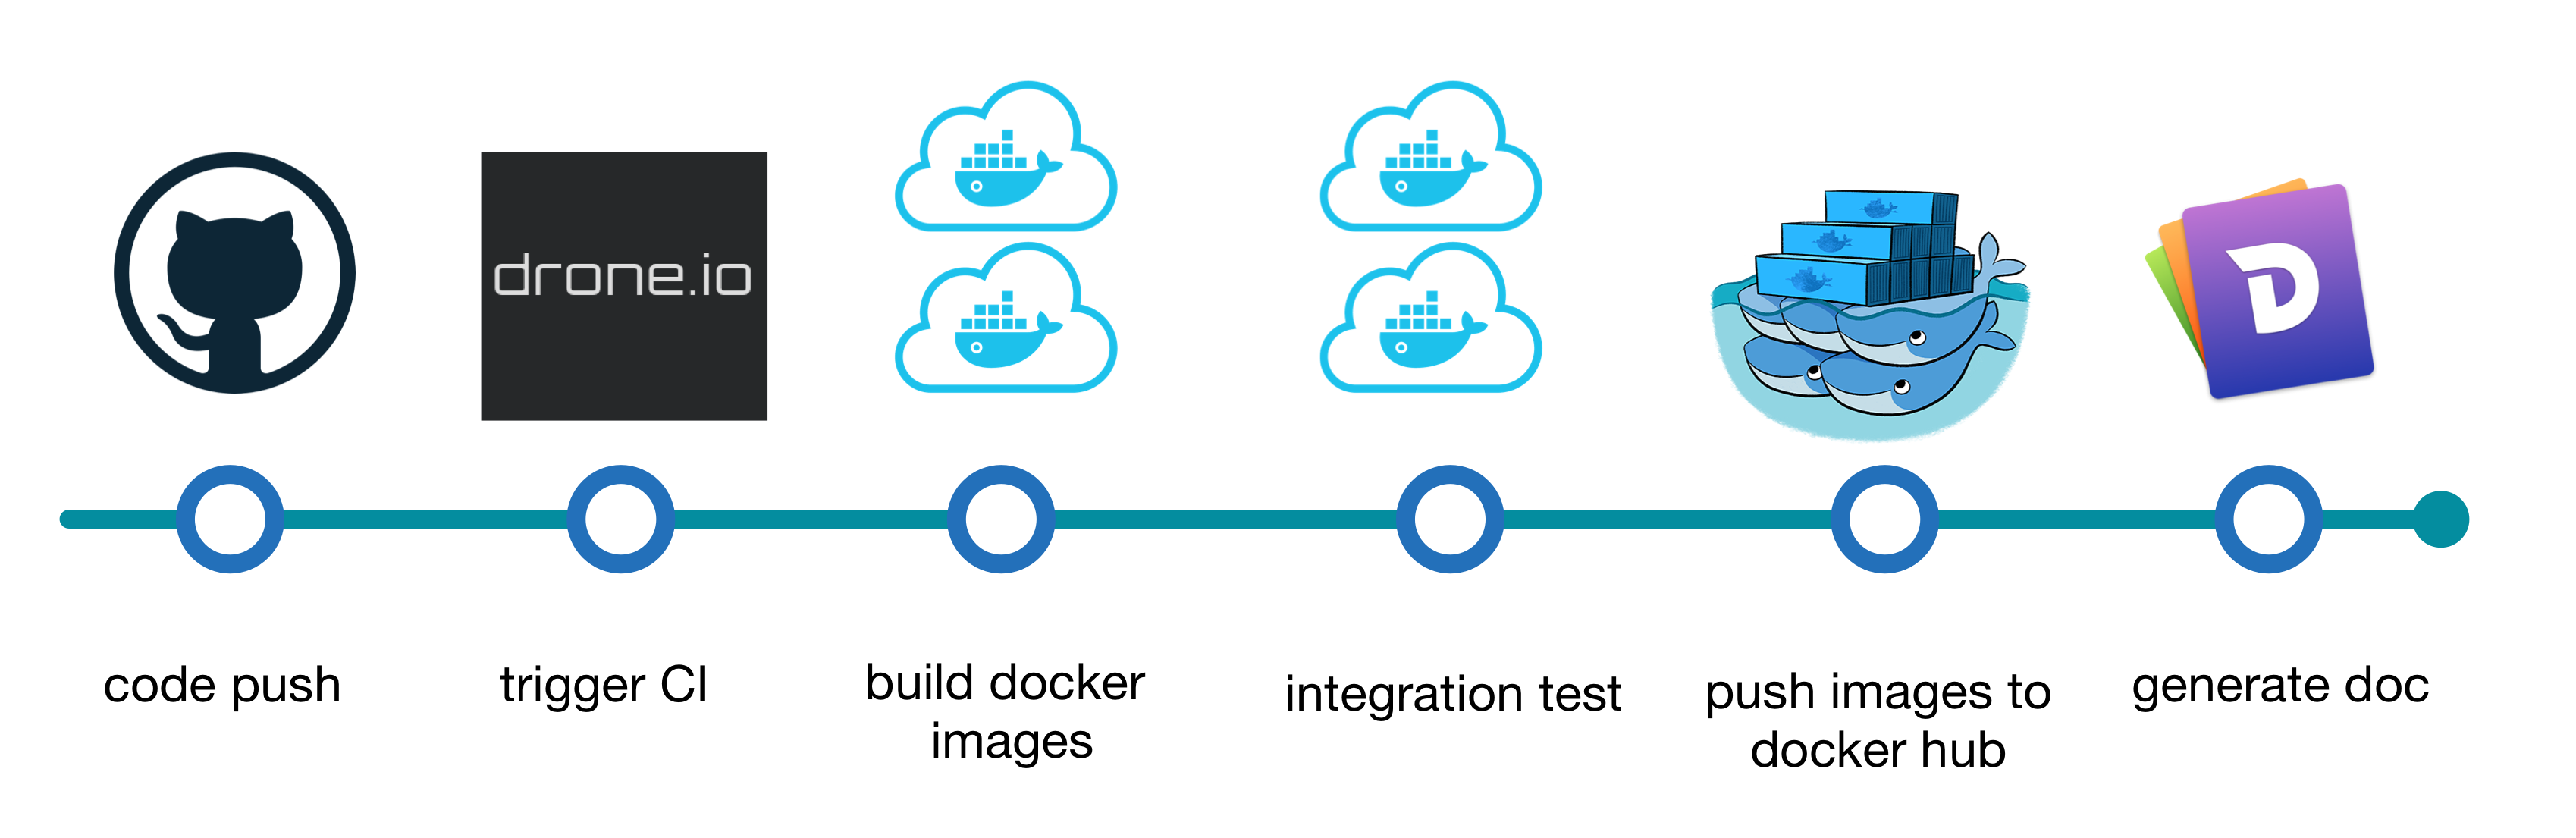 drone.io
D
code push
trigger CI
build docker
images
integration test
push images to
docker hub
generate doc